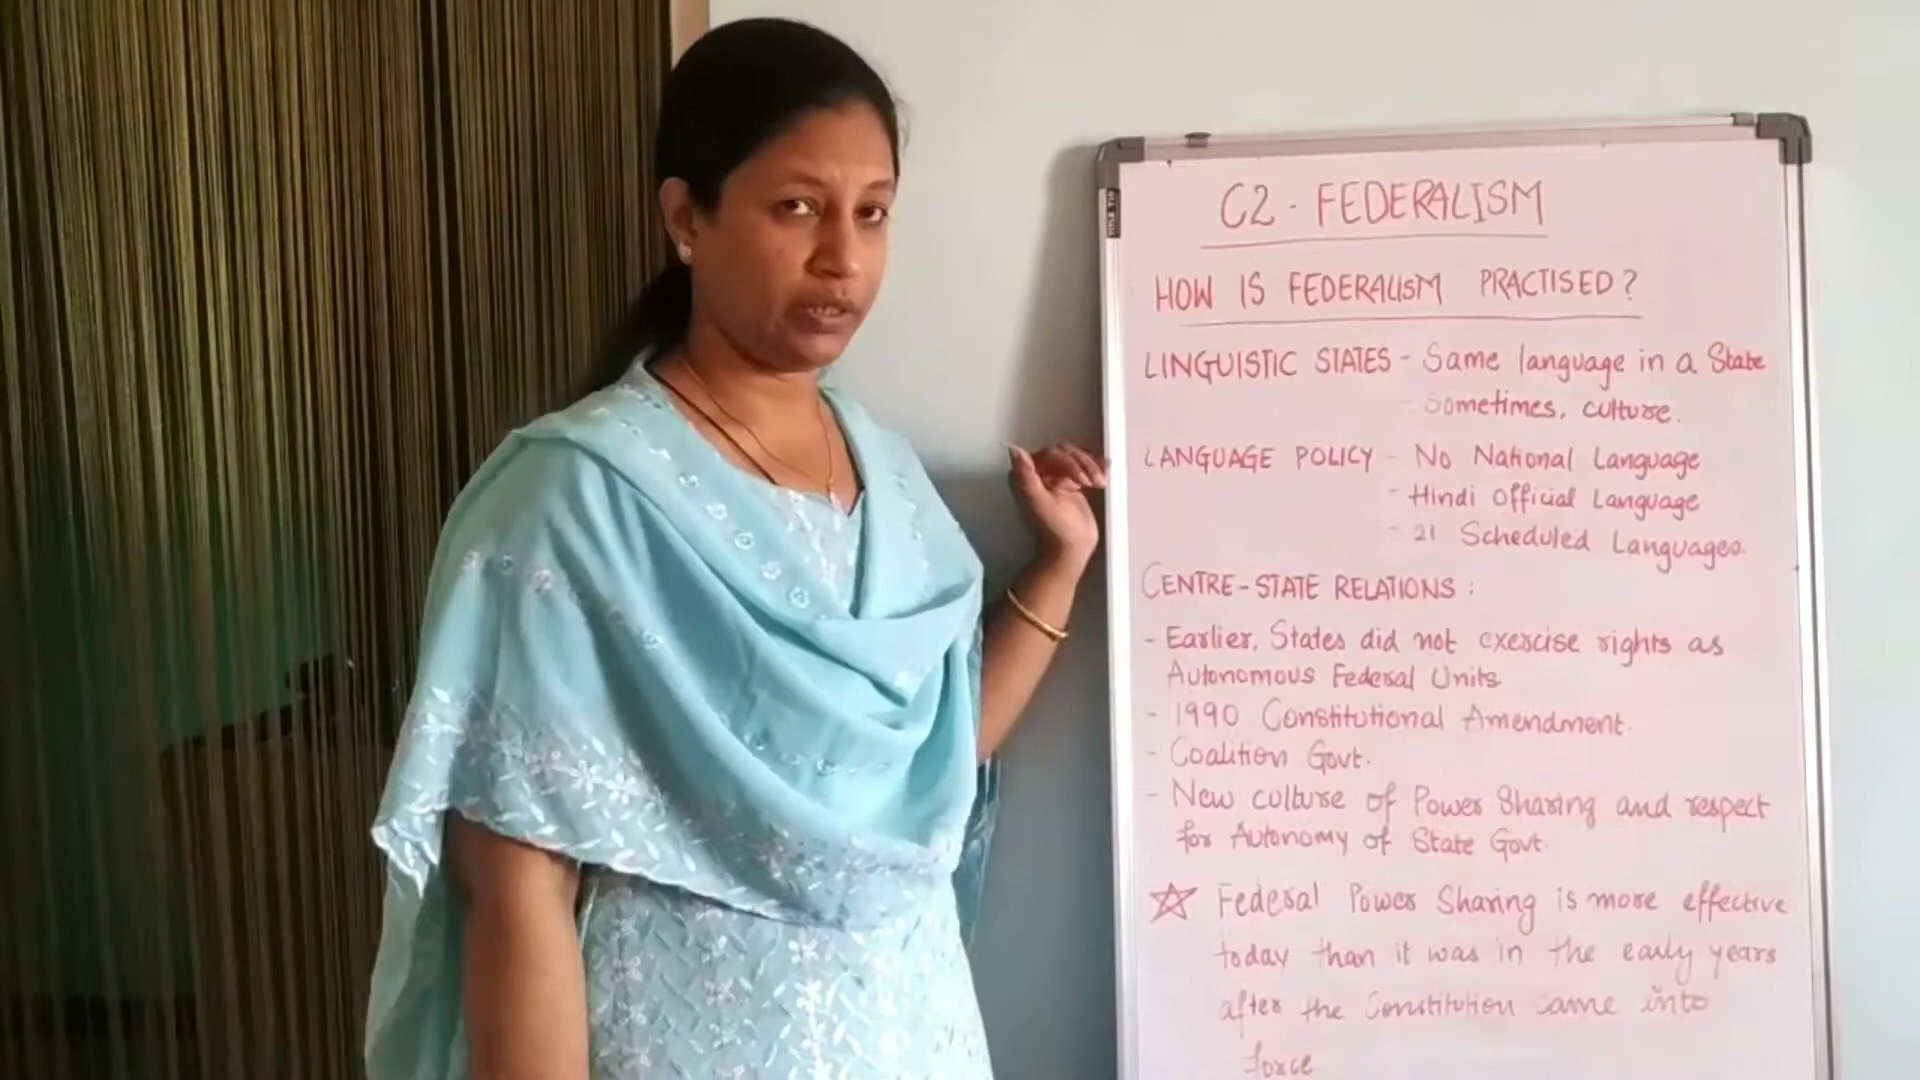 C2 - FEDERALISM
HOW IS FEDERALISM PRACTISED?
LINGUISTIC STATES - Same language in a State
- Sometimes, culture.
LANGUAGE POLICY - No National Language
- Hindi Official Language
- 21 Scheduled Languages.
CENTRE-STATE RELATIONS :
- Earlier, States did not exercise rights as
Autonomous Federal Units
- 1990 Constitutional Amendment.
- Coalition Govt.
- New culture of Power Sharing and respect
for Autonomy of State Govt.
☆ Federal Power Sharing is more effective
today than it was in the early years
after the Constitution came into
force